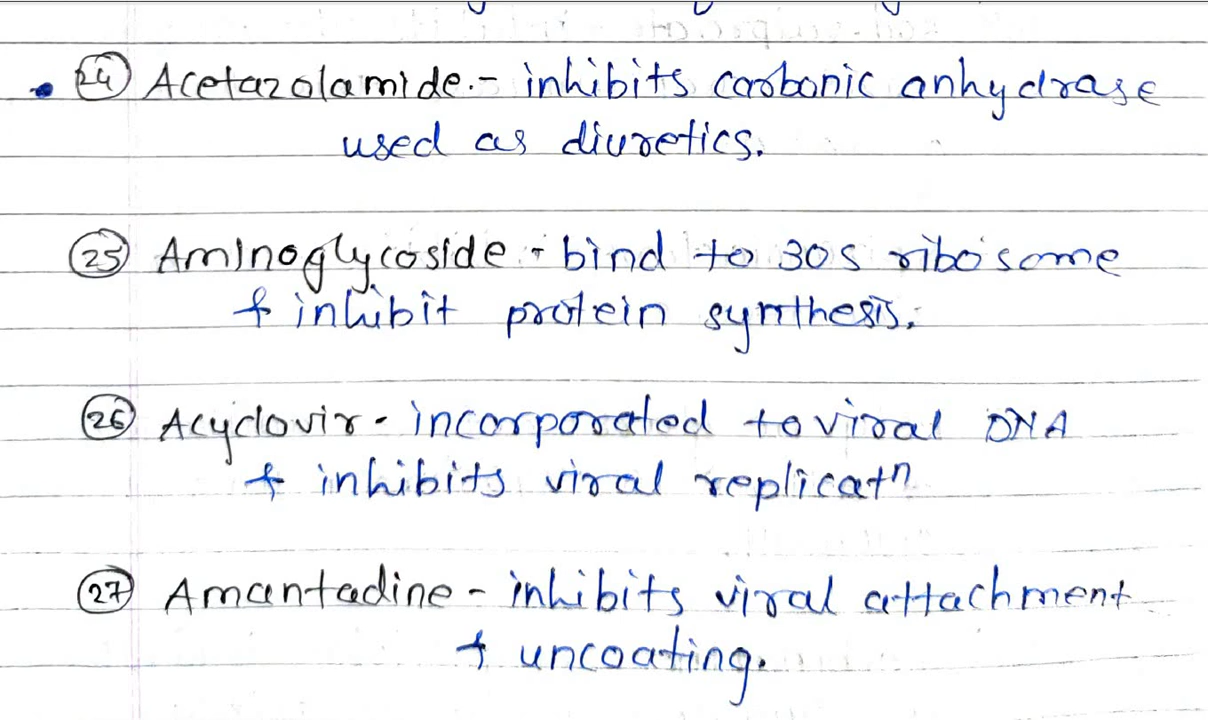 24 Acetazolamide.- inhibits carbonic anhydrase
used as diuretics.
25 Aminoglycoside - bind to 30s ribosome
& inhibit protein synthesis.
26 Acyclovir - incorporated to viral DNA
& inhibits viral replicatn
27 Amantadine - inhibits viral attachment
& uncoating.